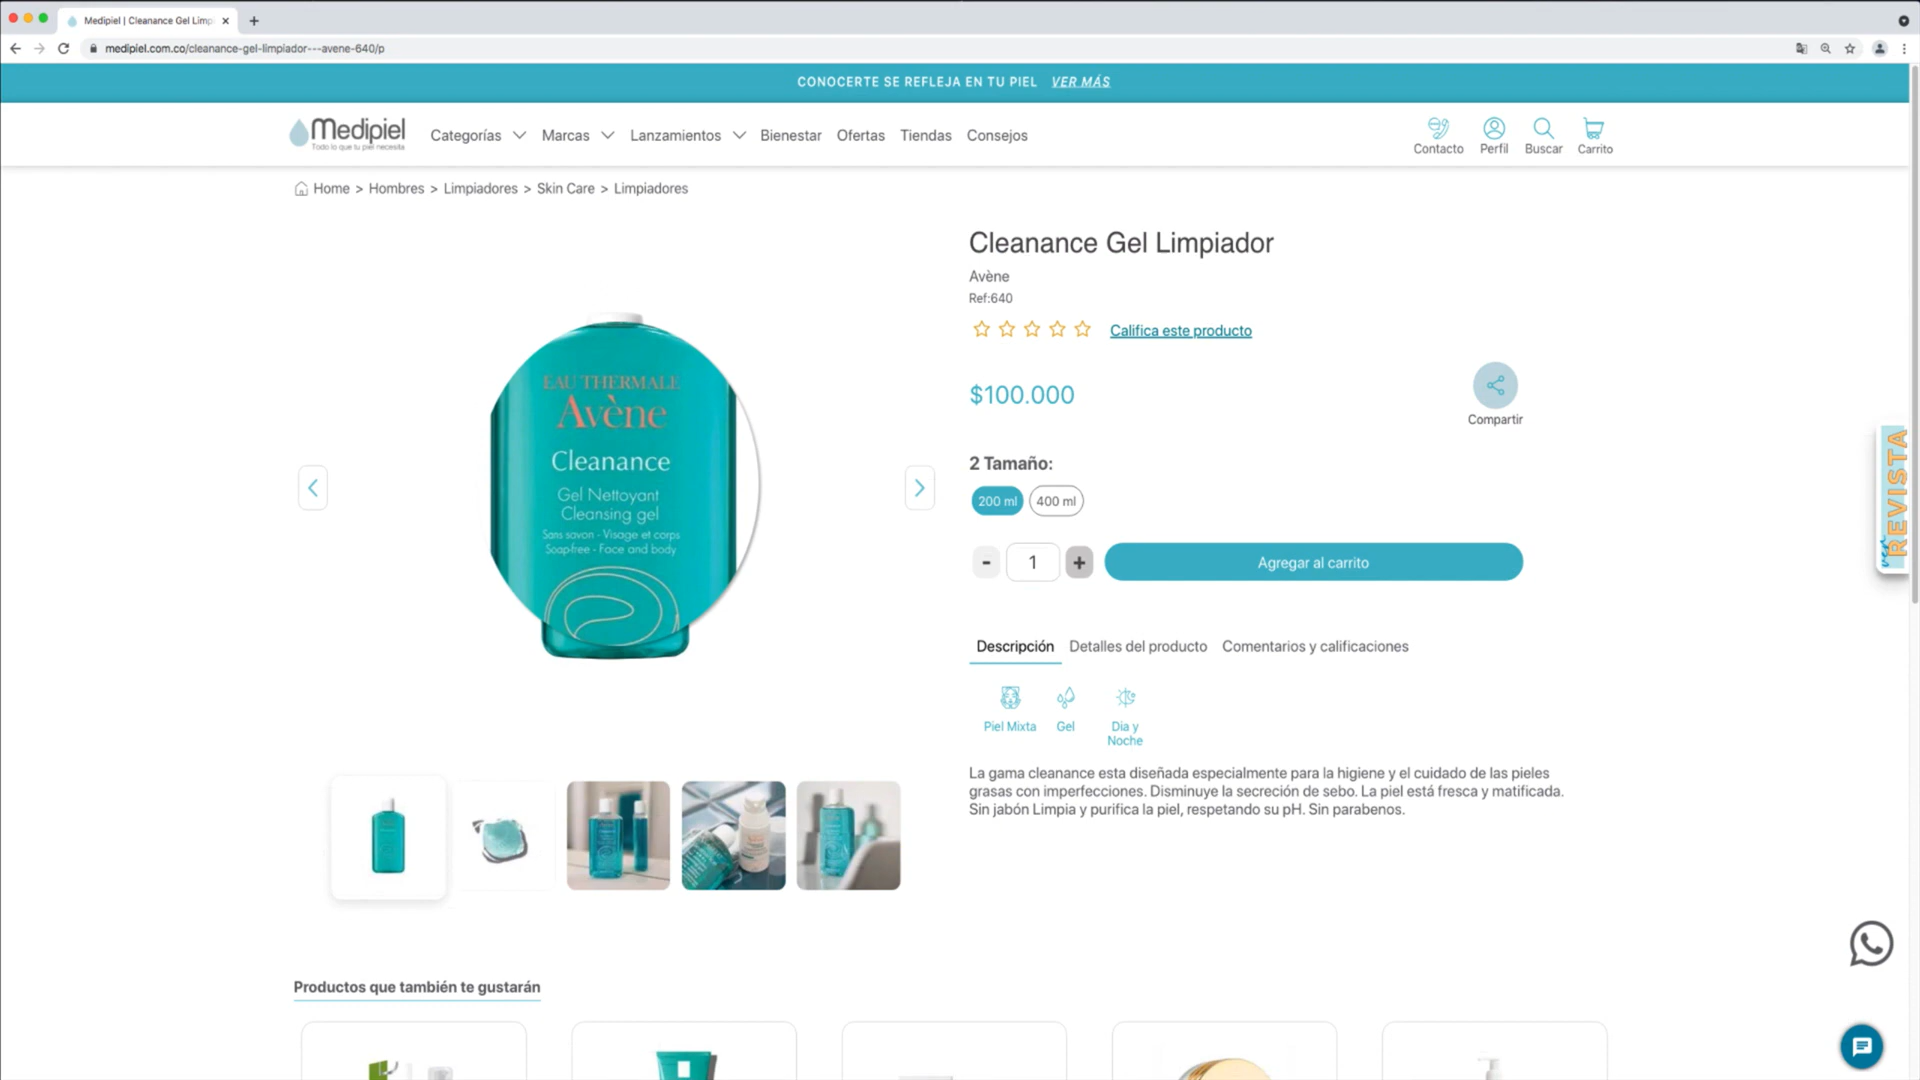 Medipiel | Cleanance Gel Limp
medipiel.com.co/cleanance-gel-limpiador---avene-640/p
CONOCERTE SE REFLEJA EN TU PIEL VER MÁS
Medipiel
Todo lo que tu piel necesita
Categorías Marcas Lanzamientos Bienestar Ofertas Tiendas Consejos
Contacto Perfil Buscar Carrito
Home > Hombres > Limpiadores > Skin Care > Limpiadores
Cleanance Gel Limpiador
Avène
Ref:640
Califica este producto
$100.000
Compartir
2 Tamaño:
200 ml 400 ml
- 1 + Agregar al carrito
EAU THERMALE
Avène
Cleanance
Gel Nettoyant
Cleansing gel
Sans savon - Visage et corps
Soap-free - Face and body
ver REVISTA
Descripción Detalles del producto Comentarios y calificaciones
Piel Mixta Gel Dia y
Noche
La gama cleanance esta diseñada especialmente para la higiene y el cuidado de las pieles
grasas con imperfecciones. Disminuye la secreción de sebo. La piel está fresca y matificada.
Sin jabón Limpia y purifica la piel, respetando su pH. Sin parabenos.
Productos que también te gustarán